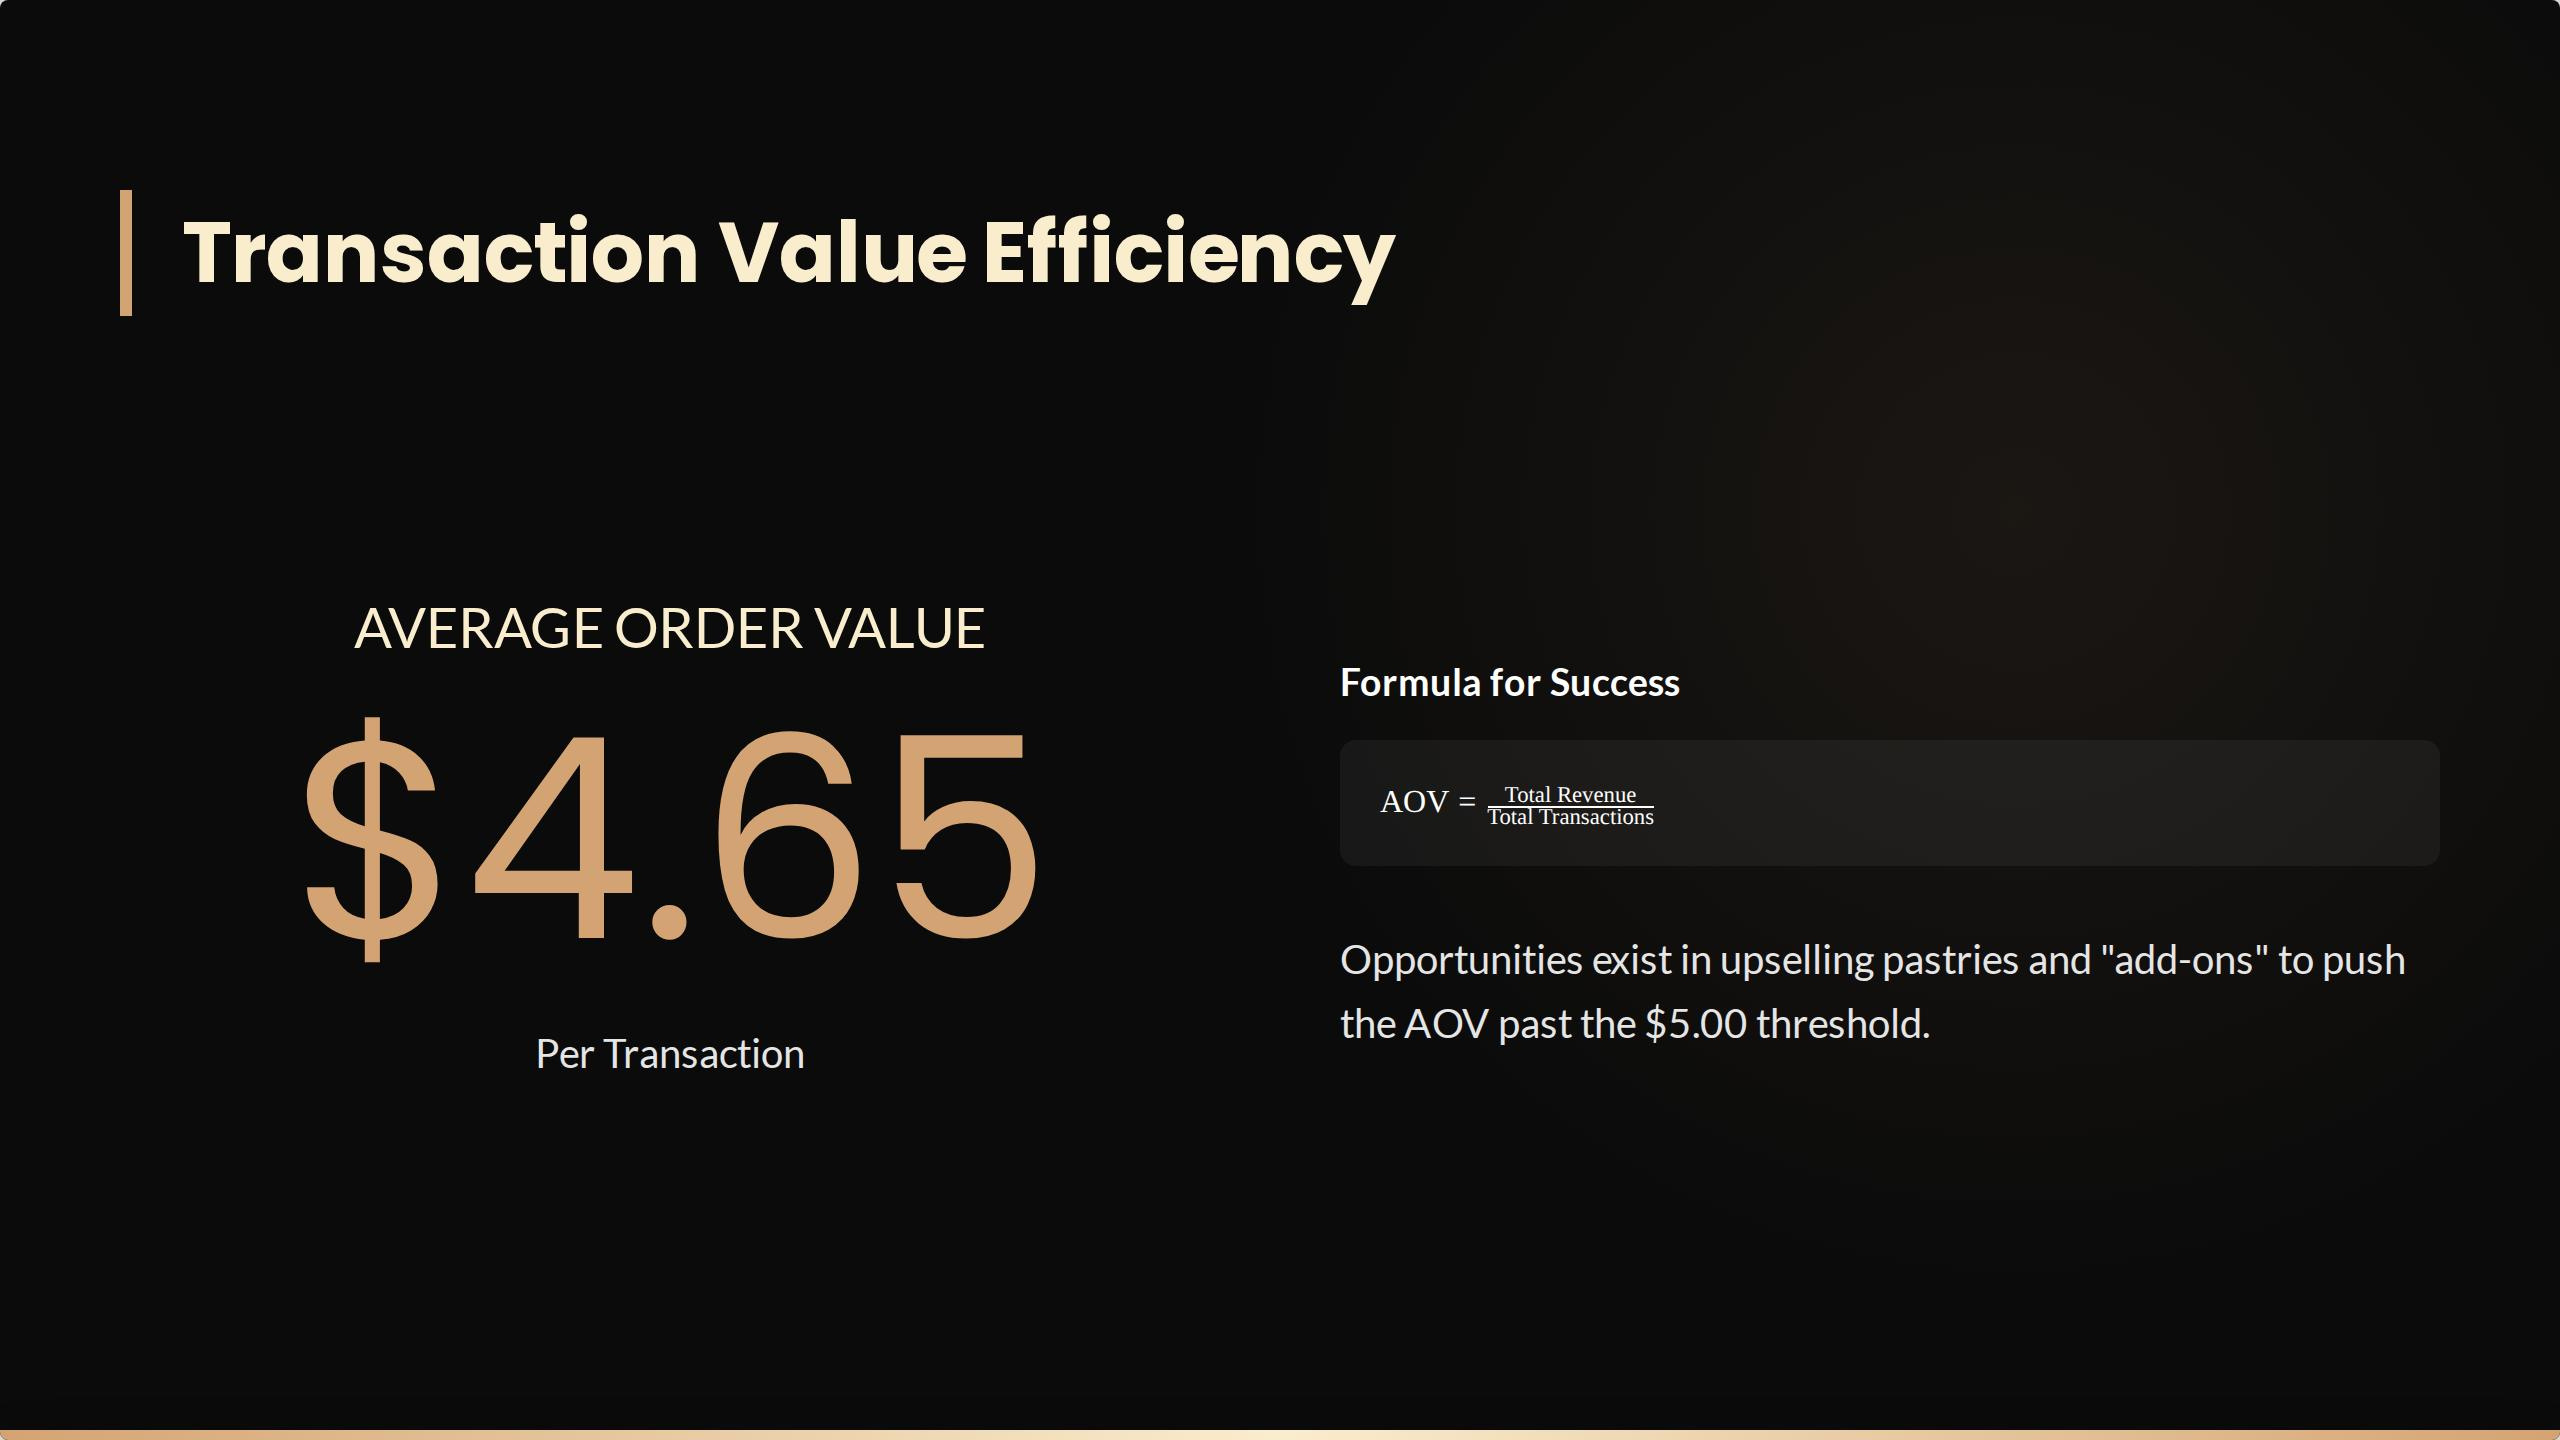 Transaction Value Efficiency
AVERAGE ORDER VALUE
$4.65
Per Transaction
Formula for Success
AOV = Total Revenue
Total Transactions
Opportunities exist in upselling pastries and "add-ons" to push
the AOV past the $5.00 threshold.